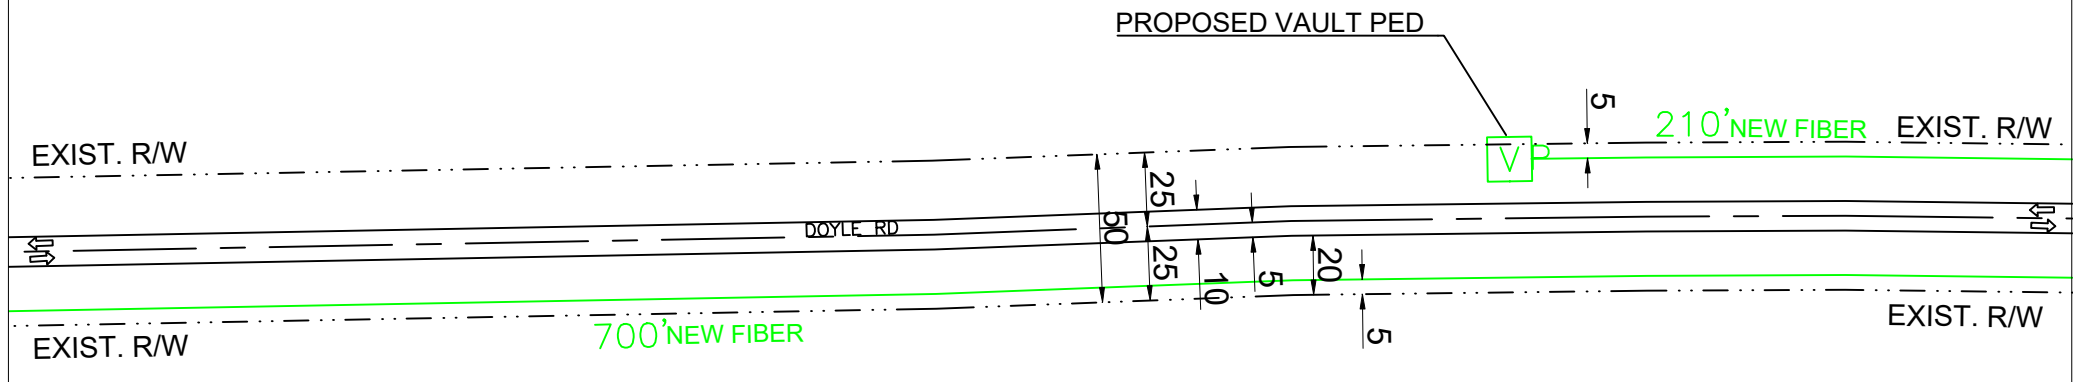 PROPOSED VAULT PED
5
210' NEW FIBER
EXIST. R/W
EXIST. R/W
V
25
50
DOYLE RD
25
10
5
20
5
700' NEW FIBER
EXIST. R/W
EXIST. R/W